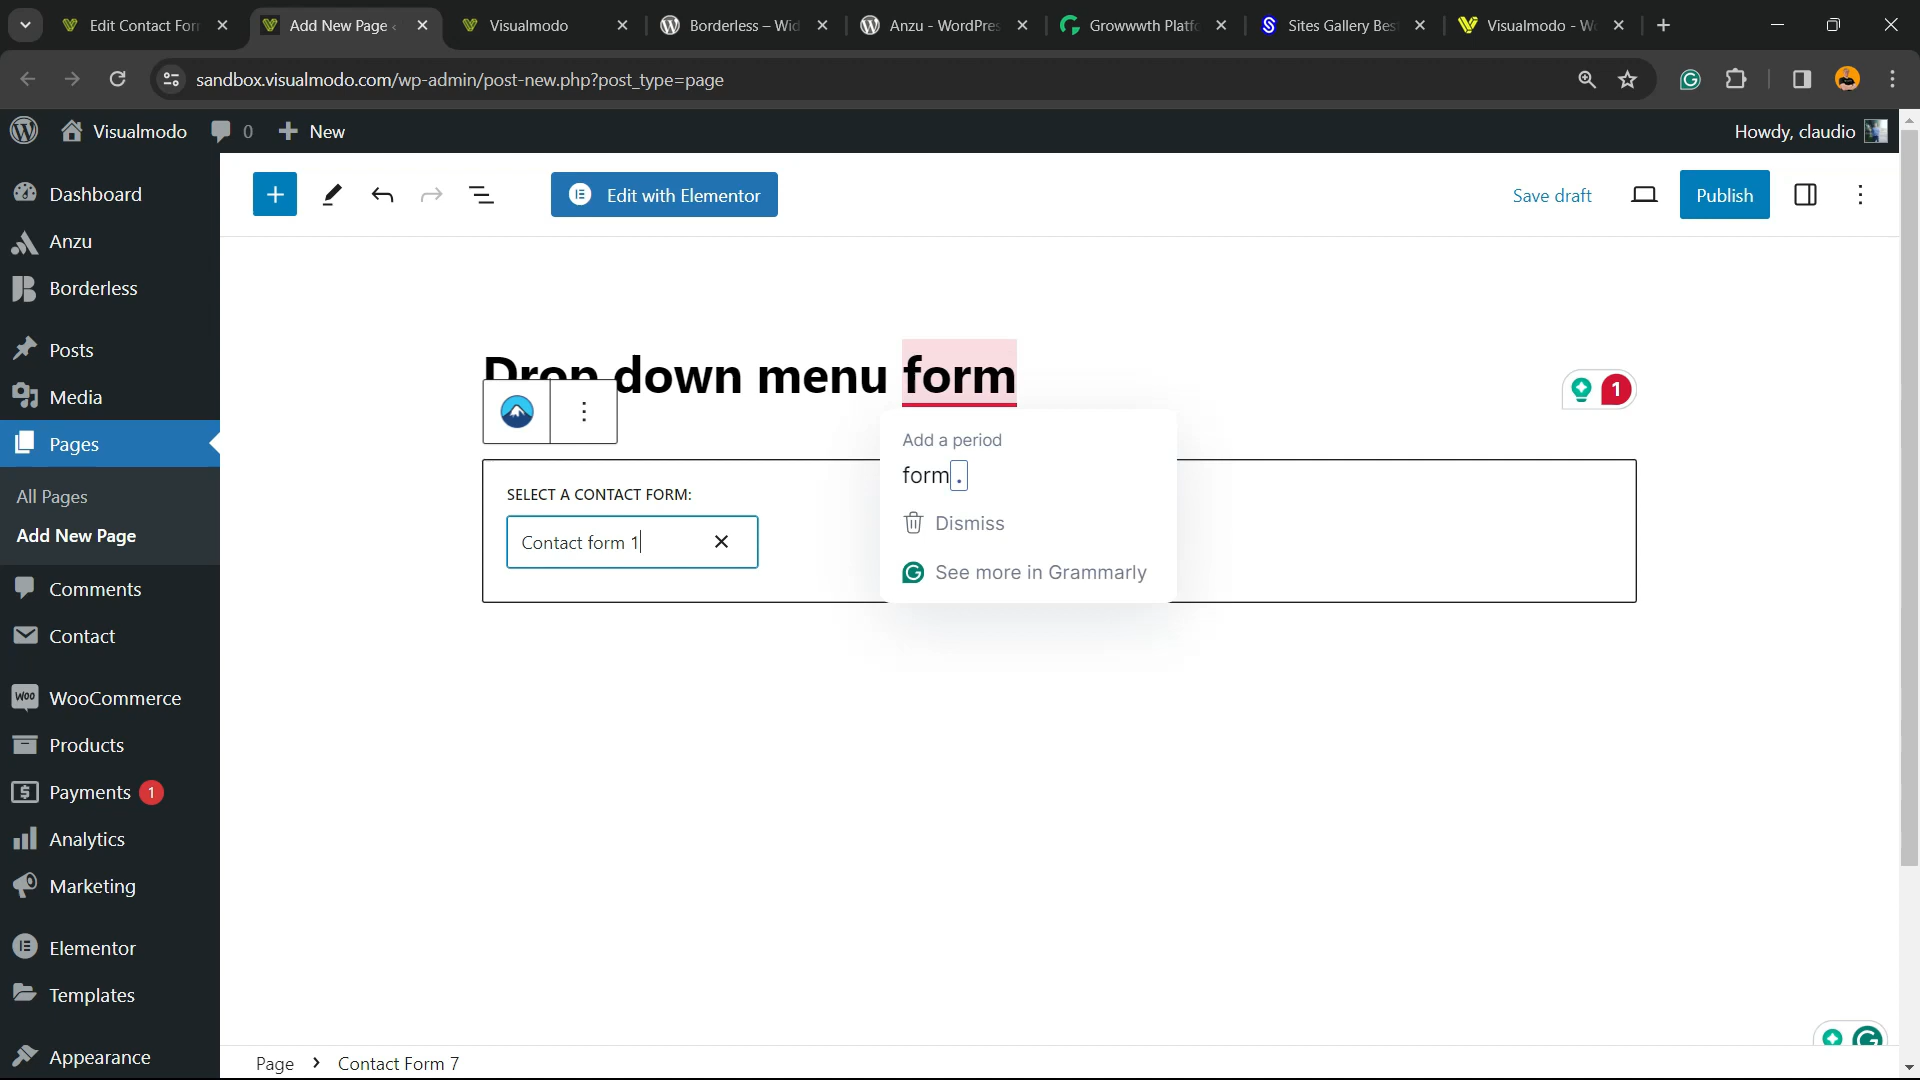 Edit Contact For
Add New Page
Visualmodo
Borderless – Wid
Anzu - WordPres
Growwwth Platfo
Sites Gallery Bes
Visualmodo - Wo
sandbox.visualmodo.com/wp-admin/post-new.php?post_type=page
Visualmodo
0
New
Howdy, claudio
Dashboard
Anzu
Borderless
Posts
Media
Pages
All Pages
Add New Page
Comments
Contact
WooCommerce
Products
Payments 1
Analytics
Marketing
Elementor
Templates
Appearance
Edit with Elementor
Save draft
Publish
Drop down menu form
1
SELECT A CONTACT FORM:
Contact form 1
Add a period
form.
Dismiss
See more in Grammarly
Page > Contact Form 7